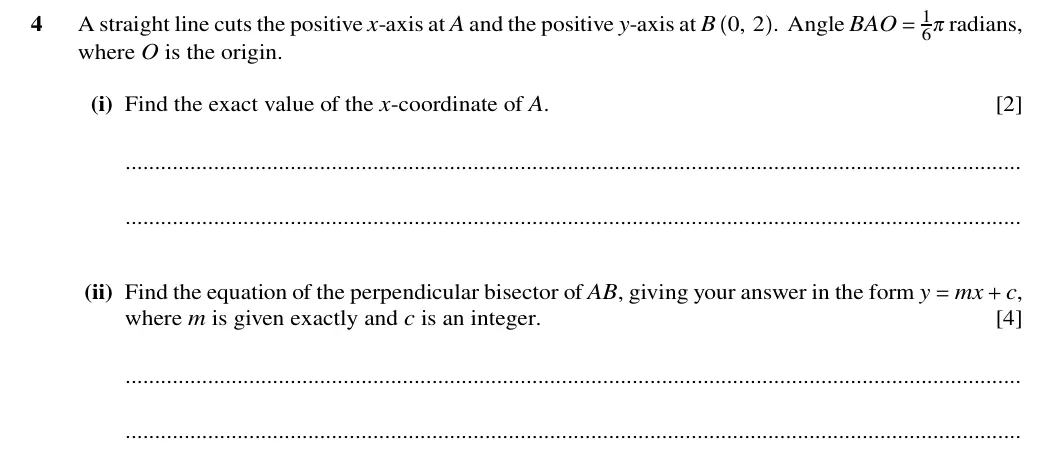 4 A straight line cuts the positive x-axis at A and the positive y-axis at B (0, 2). Angle BAO = 1/6 π radians,
where O is the origin.
(i) Find the exact value of the x-coordinate of A. [2]
................................................................................
................................................................................
(ii) Find the equation of the perpendicular bisector of AB, giving your answer in the form y = mx + c,
where m is given exactly and c is an integer. [4]
................................................................................
................................................................................